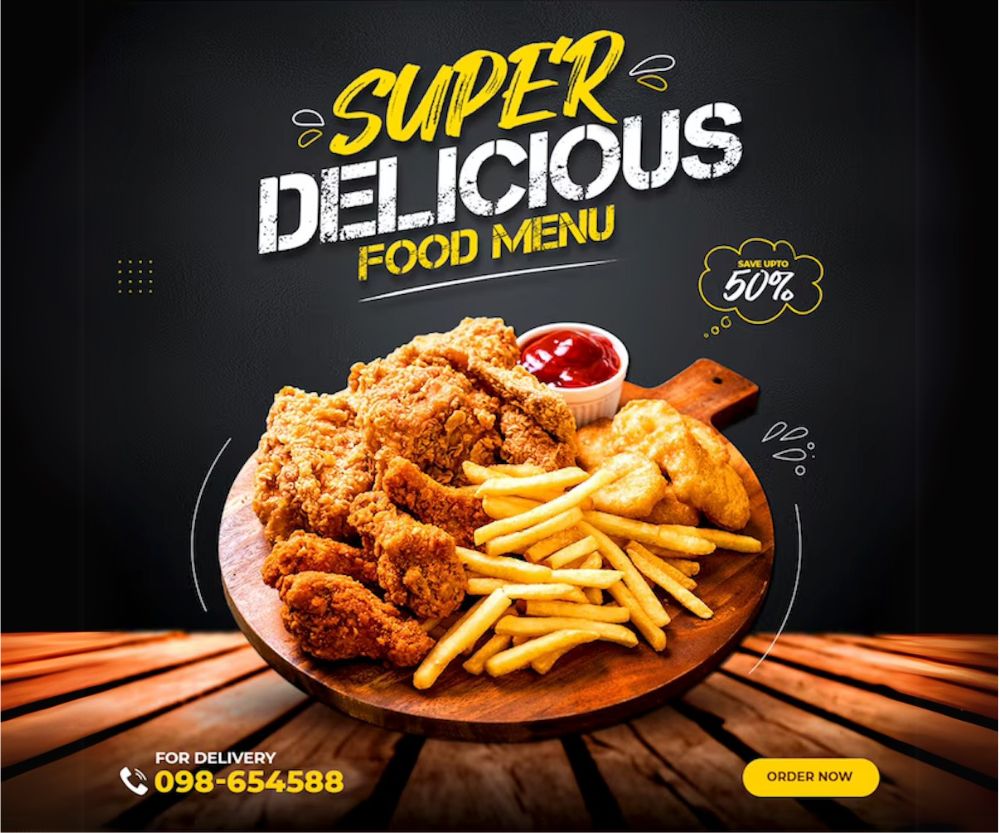 SUPER
DELICIOUS
FOOD MENU
SAVE UPTO
50%
FOR DELIVERY
098-654588
ORDER NOW